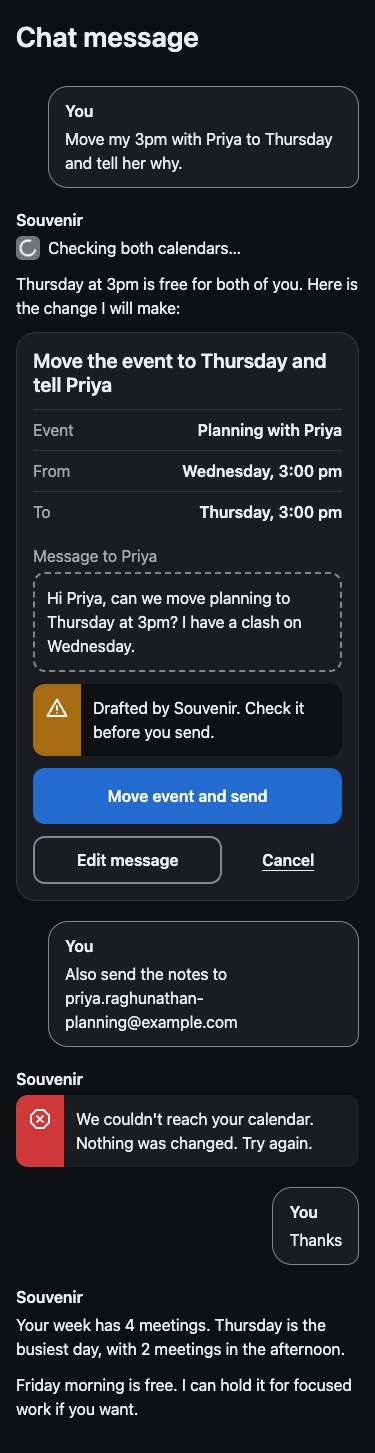 Chat message
You
Move my 3pm with Priya to Thursday
and tell her why.
Souvenir
Checking both calendars...
Thursday at 3pm is free for both of you. Here is
the change I will make:
Move the event to Thursday and
tell Priya
Event Planning with Priya
From Wednesday, 3:00 pm
To Thursday, 3:00 pm
Message to Priya
Hi Priya, can we move planning to
Thursday at 3pm? I have a clash on
Wednesday.
Drafted by Souvenir. Check it
before you send.
Move event and send
Edit message Cancel
You
Also send the notes to
priya.raghunathan-
planning@example.com
Souvenir
We couldn't reach your calendar.
Nothing was changed. Try again.
You
Thanks
Souvenir
Your week has 4 meetings. Thursday is the
busiest day, with 2 meetings in the afternoon.
Friday morning is free. I can hold it for focused
work if you want.